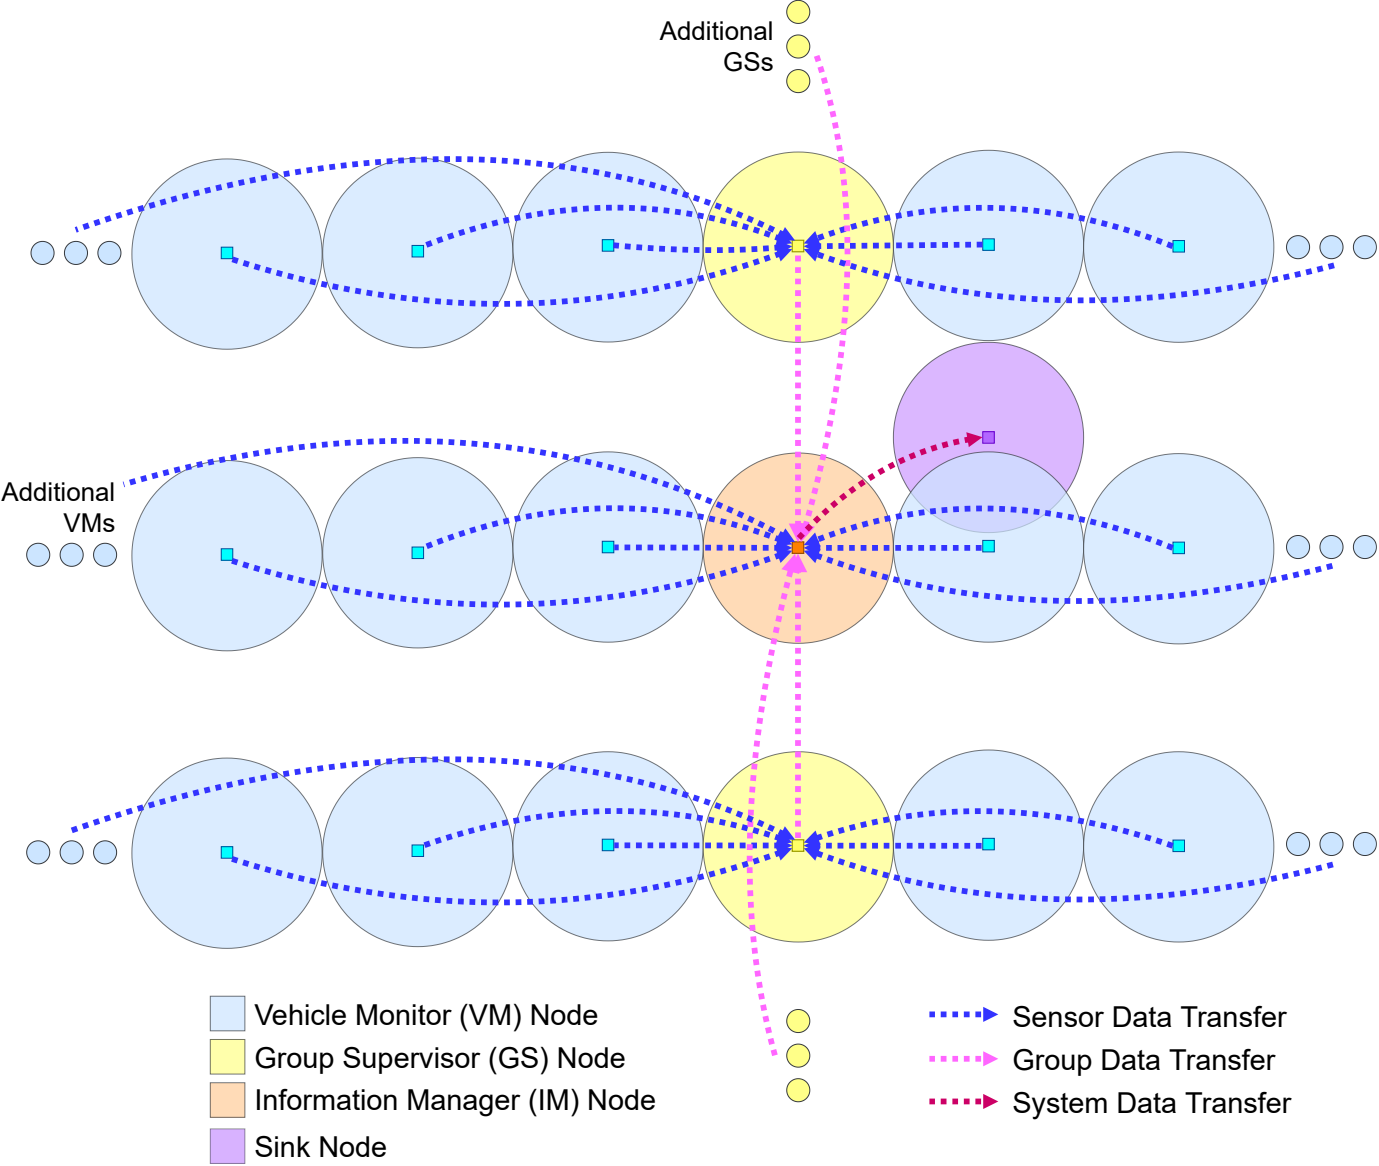 Additional
GSs
Additional
VMs
Vehicle Monitor (VM) Node
Group Supervisor (GS) Node
Information Manager (IM) Node
Sink Node
Sensor Data Transfer
Group Data Transfer
System Data Transfer